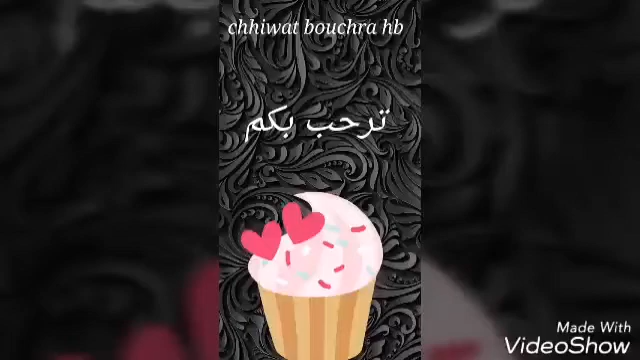 chhiwat bouchra hb
ترحب بكم
Made With
VideoShow